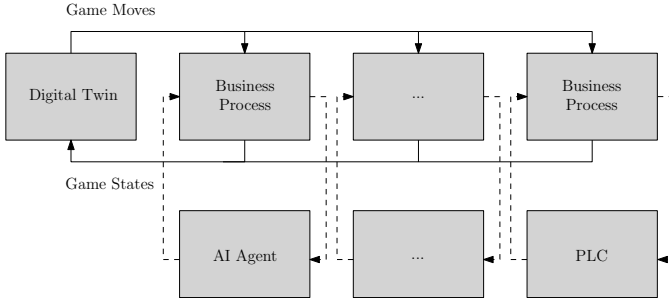 Game Moves
Digital Twin
Business
Process
...
Business
Process
Game States
AI Agent
...
PLC